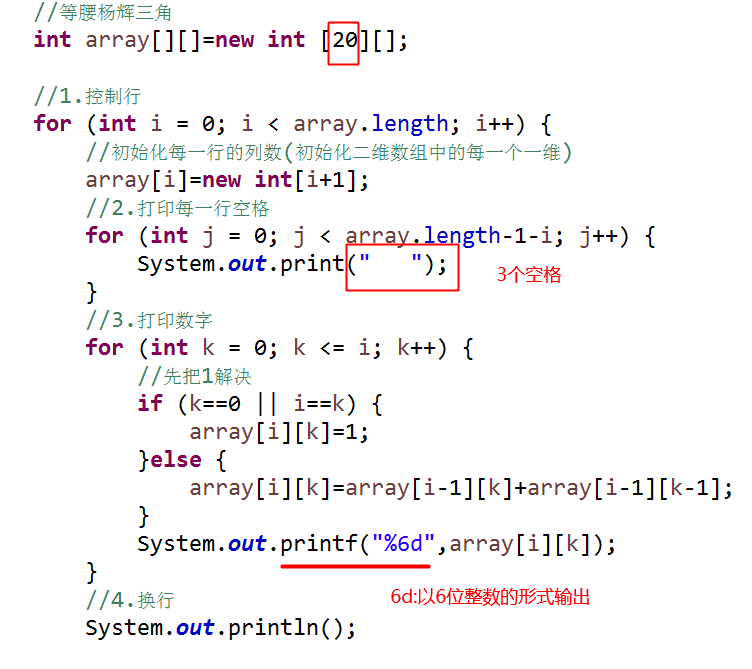 //等腰杨辉三角
int array[][]=new int [20][];
//1.控制行
for (int i = 0; i < array.length; i++) {
//初始化每一行的列数(初始化二维数组中的每一个一维)
array[i]=new int[i+1];
//2.打印每一行空格
for (int j = 0; j < array.length-1-i; j++) {
System.out.print("   ");
3个空格
}
//3.打印数字
for (int k = 0; k <= i; k++) {
//先把1解决
if (k==0 || i==k) {
array[i][k]=1;
}else {
array[i][k]=array[i-1][k]+array[i-1][k-1];
}
System.out.printf("%6d",array[i][k]);
}
6d:以6位整数的形式输出
//4.换行
System.out.println();